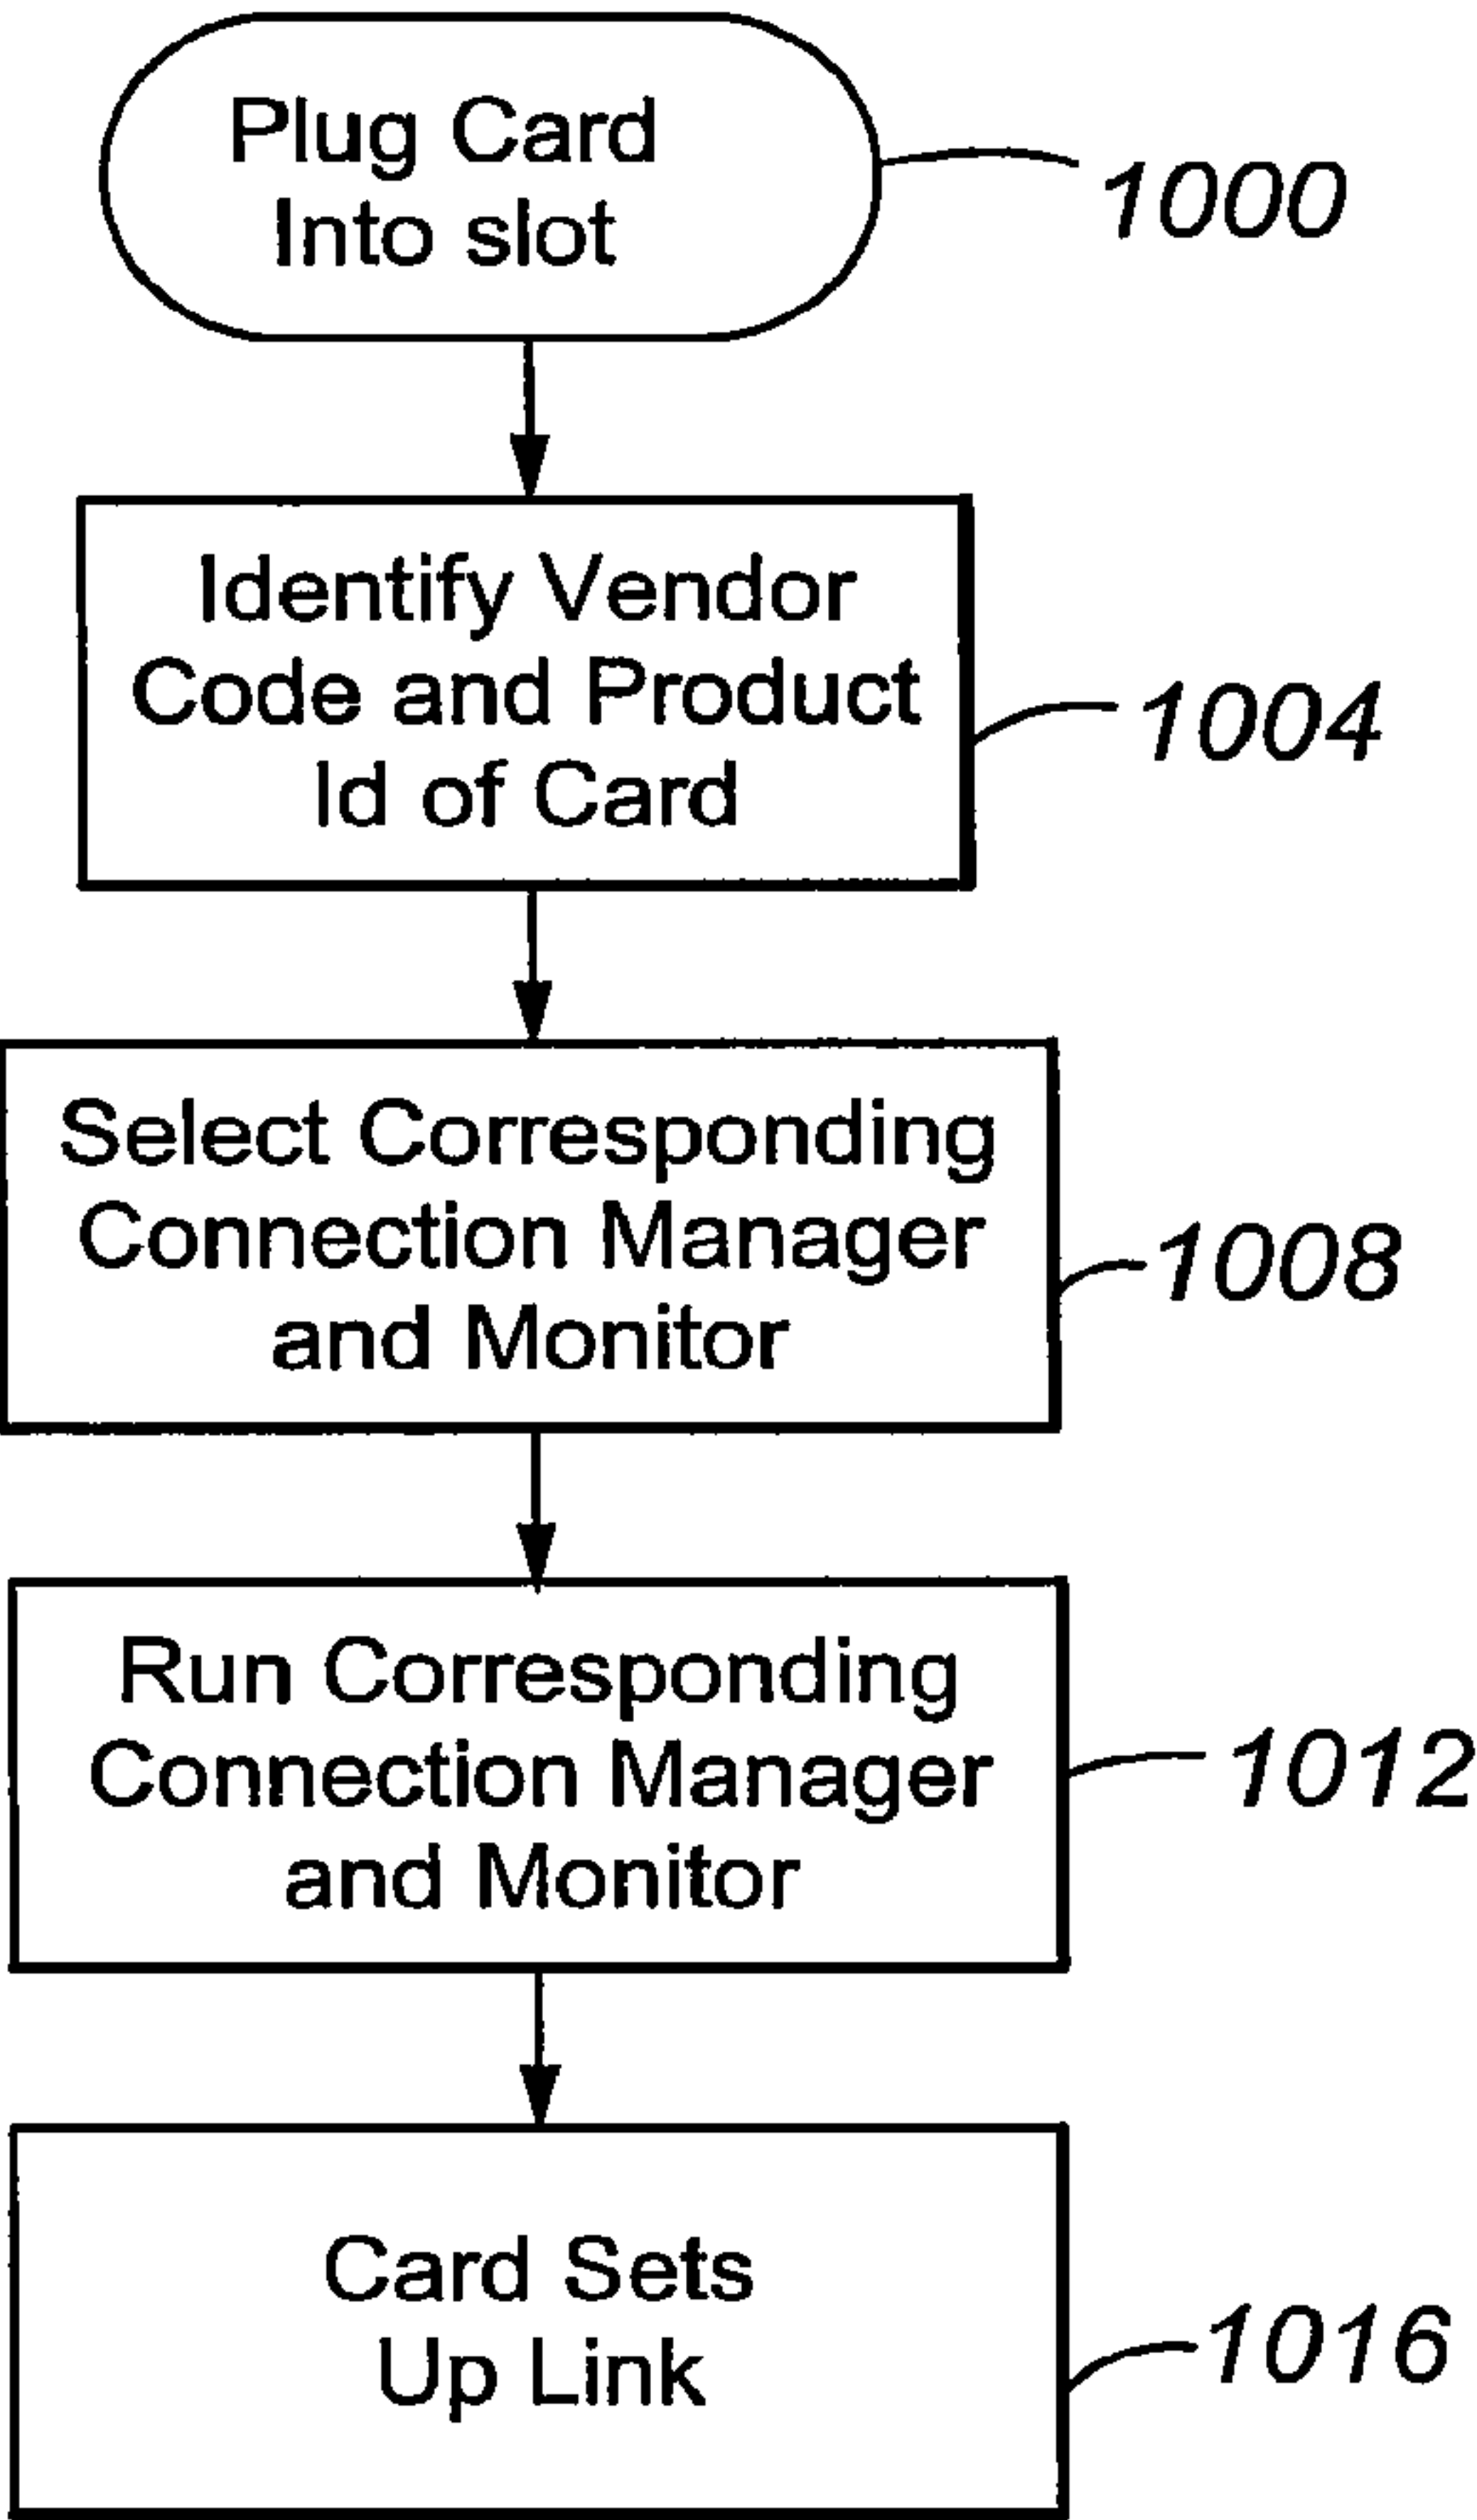 Plug Card
Into slot
1000
Identify Vendor
Code and Product
Id of Card
1004
Select Corresponding
Connection Manager
and Monitor
1008
Run Corresponding
Connection Manager
and Monitor
1012
Card Sets
Up Link
1016